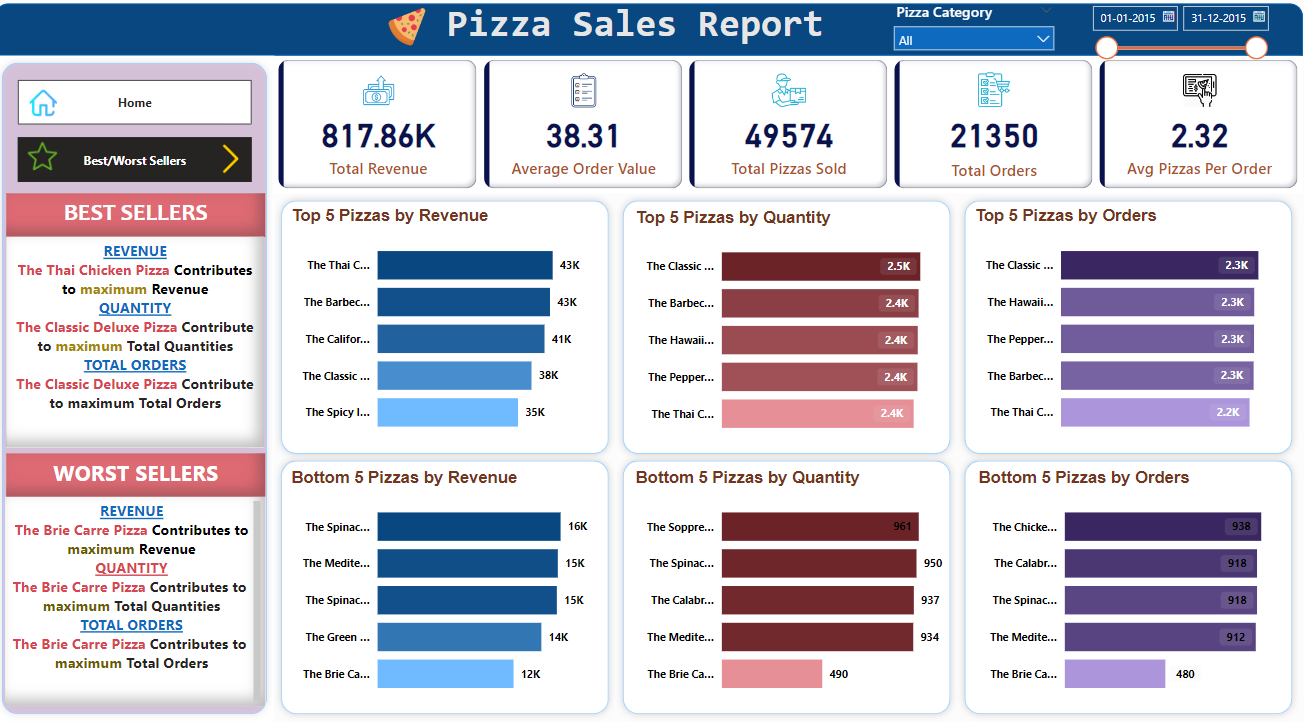 Pizza Sales Report
Pizza Category
All
01-01-2015
31-12-2015
Home
Best/Worst Sellers
817.86K
Total Revenue
38.31
Average Order Value
49574
Total Pizzas Sold
21350
Total Orders
2.32
Avg Pizzas Per Order
BEST SELLERS
REVENUE
The Thai Chicken Pizza Contributes
to maximum Revenue
QUANTITY
The Classic Deluxe Pizza Contribute
to maximum Total Quantities
TOTAL ORDERS
The Classic Deluxe Pizza Contribute
to maximum Total Orders
WORST SELLERS
REVENUE
The Brie Carre Pizza Contributes to
maximum Revenue
QUANTITY
The Brie Carre Pizza Contributes to
maximum Total Quantities
TOTAL ORDERS
The Brie Carre Pizza Contributes to
maximum Total Orders
Top 5 Pizzas by Revenue
The Thai C... 43K
The Barbec... 43K
The Califor... 41K
The Classic ... 38K
The Spicy I... 35K
Top 5 Pizzas by Quantity
The Classic ... 2.5K
The Barbec... 2.4K
The Hawaii... 2.4K
The Pepper... 2.4K
The Thai C... 2.4K
Top 5 Pizzas by Orders
The Classic ... 2.3K
The Hawaii... 2.3K
The Pepper... 2.3K
The Barbec... 2.3K
The Thai C... 2.2K
Bottom 5 Pizzas by Revenue
The Spinac... 16K
The Medite... 15K
The Spinac... 15K
The Green ... 14K
The Brie Ca... 12K
Bottom 5 Pizzas by Quantity
The Soppre... 961
The Spinac... 950
The Calabr... 937
The Medite... 934
The Brie Ca... 490
Bottom 5 Pizzas by Orders
The Chicke... 938
The Calabr... 918
The Spinac... 918
The Medite... 912
The Brie Ca... 480